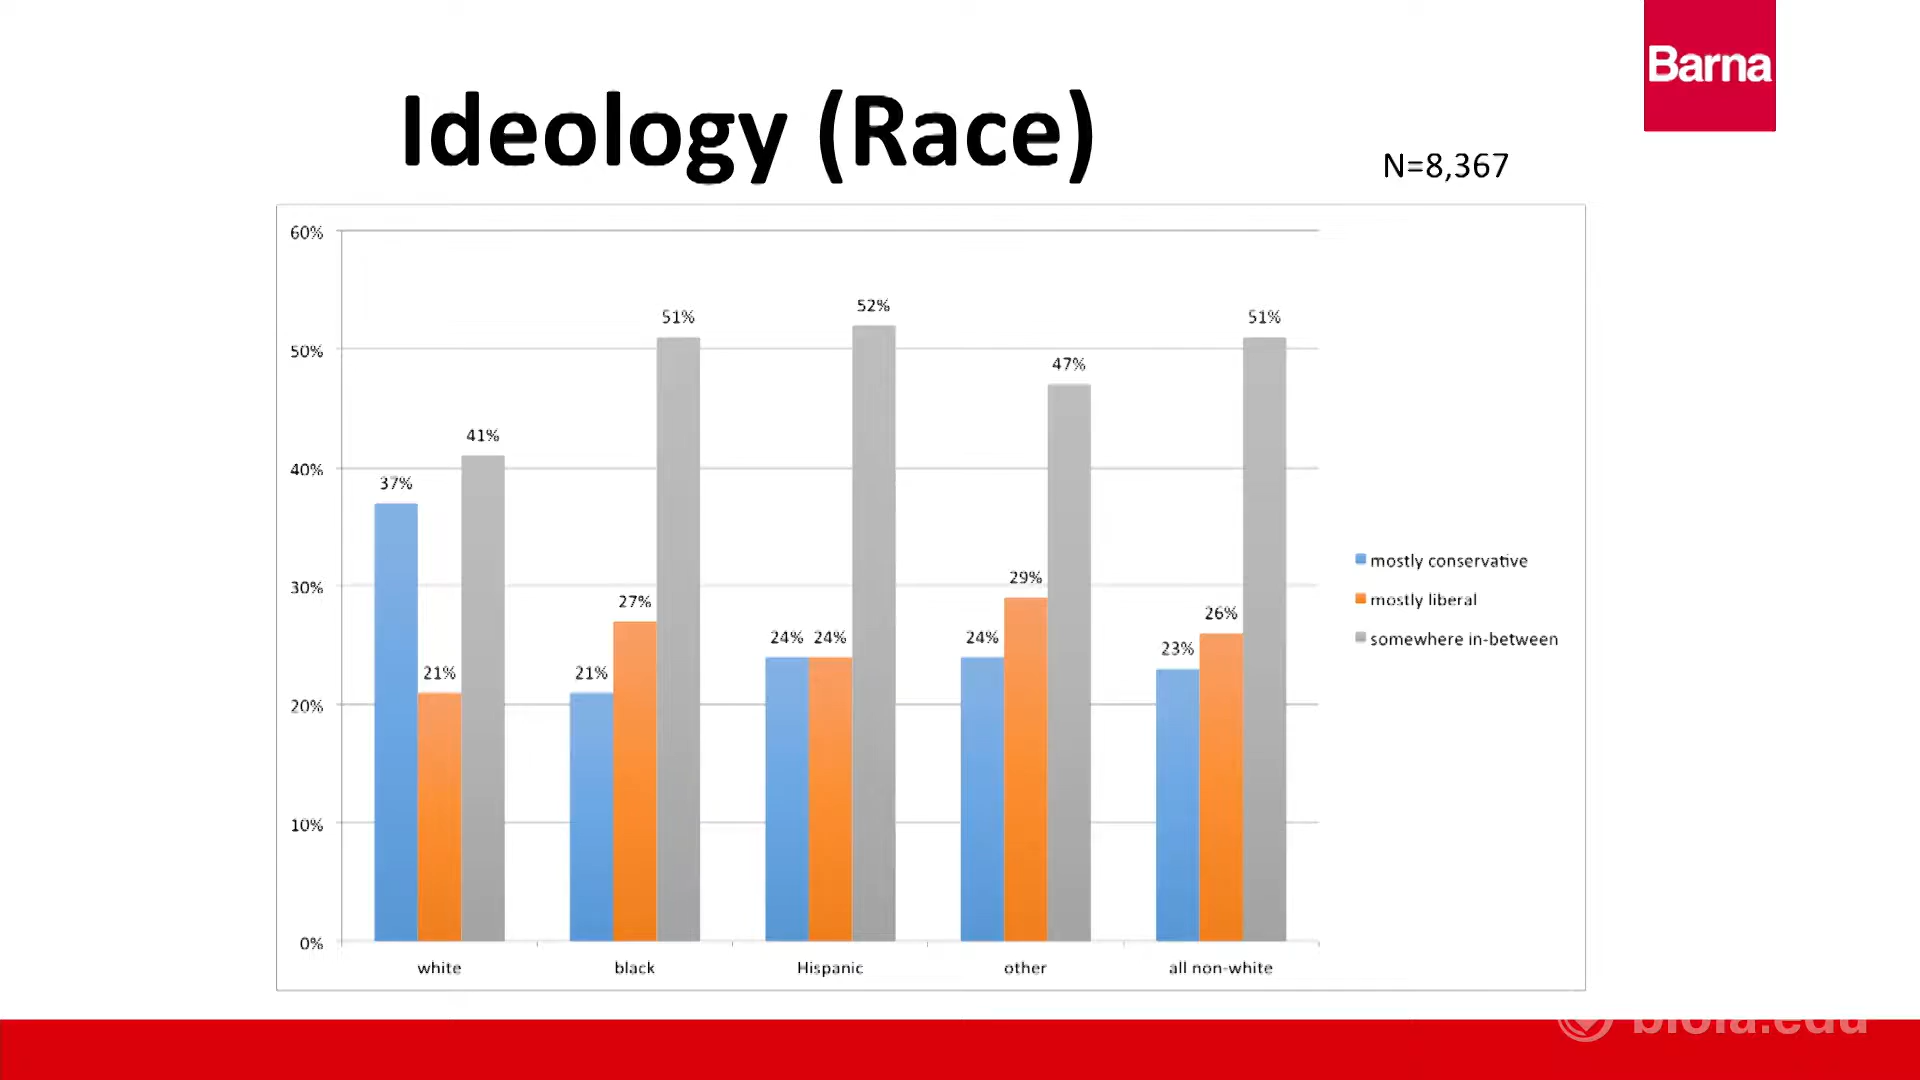 Barna
Ideology (Race)
N=8,367
60%
50%
40%
30%
20%
10%
0%
37%
21%
41%
21%
27%
51%
24%
24%
52%
24%
29%
47%
23%
26%
51%
white
black
Hispanic
other
all non-white
mostly conservative
mostly liberal
somewhere in-between
biola.edu